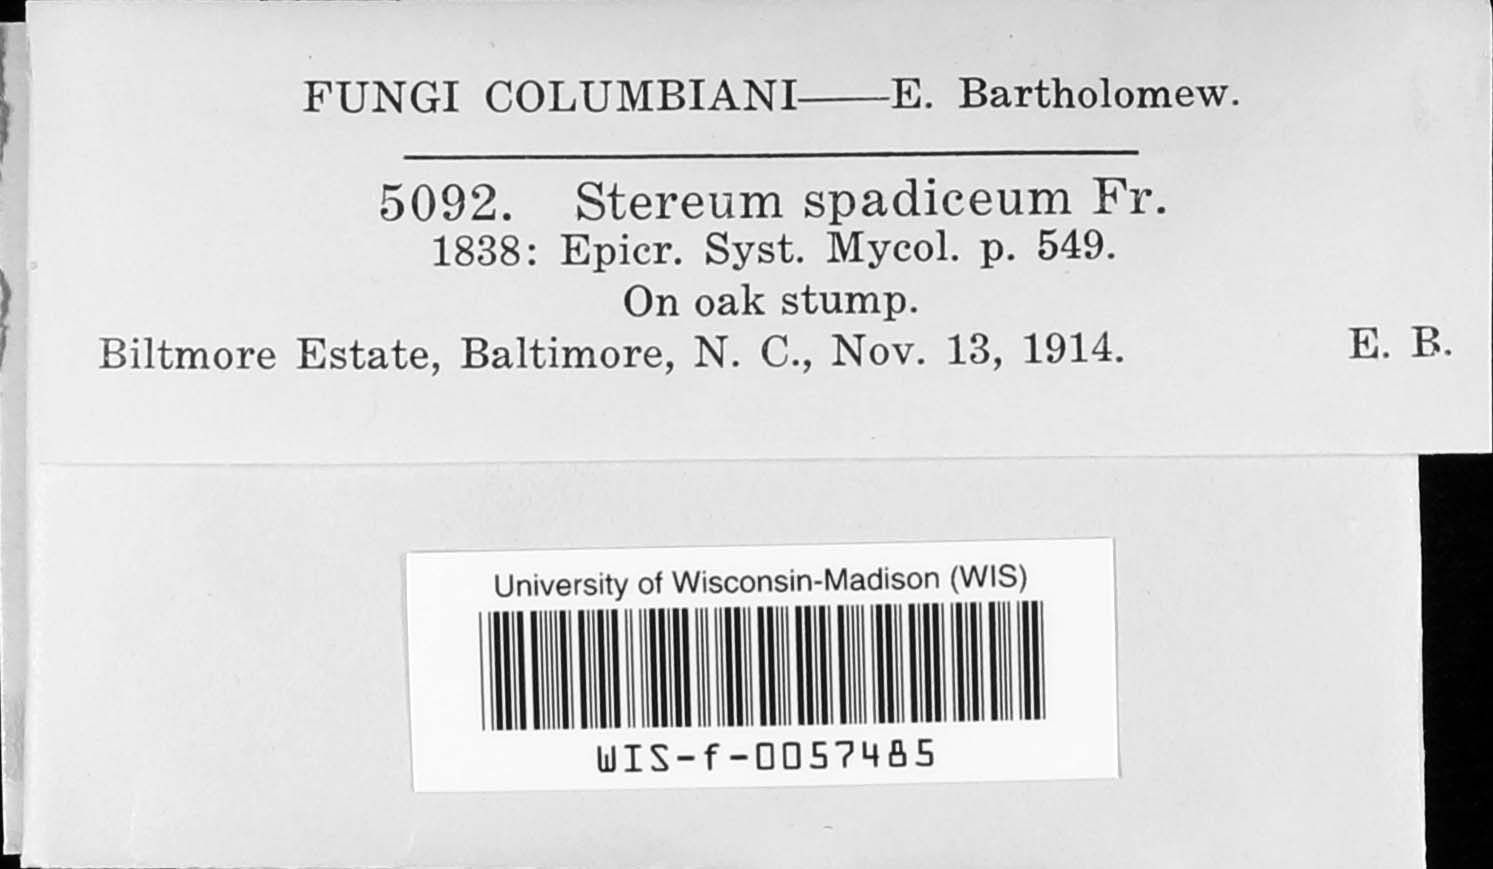 FUNGI COLUMBIANI——E. Bartholomew.
5092. Stereum spadiceum Fr.
1838: Epicr. Syst. Mycol. p. 549.
On oak stump.
Biltmore Estate, Baltimore, N. C., Nov. 13, 1914. E. B.
University of Wisconsin-Madison (WIS)
WIS-f-0057485